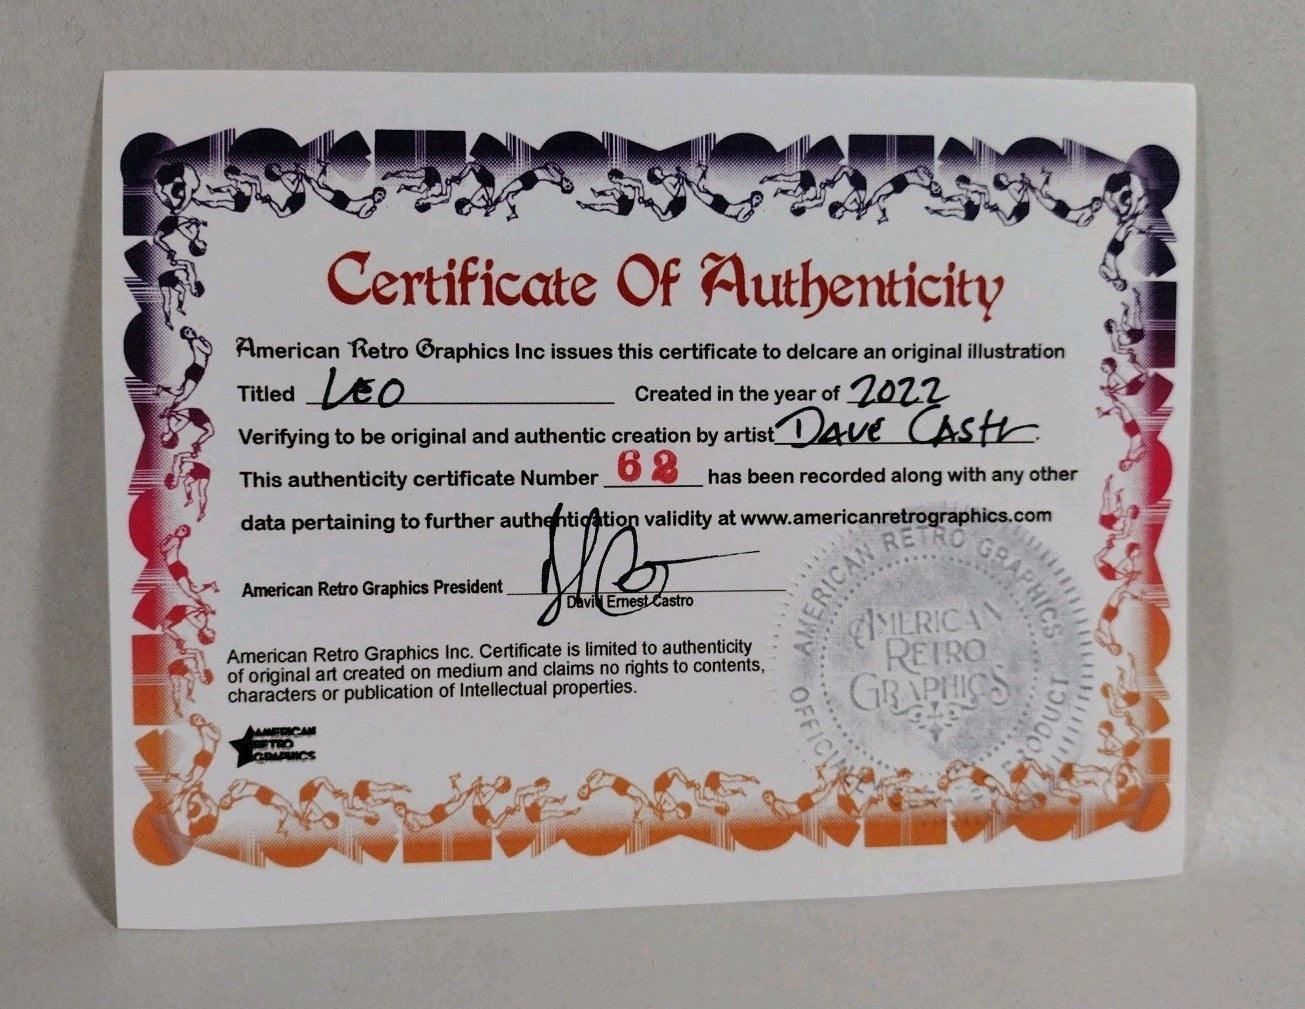 Certificate Of Authenticity
American Retro Graphics Inc issues this certificate to delcare an original illustration
Titled LEO Created in the year of 2022
Verifying to be original and authentic creation by artist DAVE CASTR.
This authenticity certificate Number 62 has been recorded along with any other
data pertaining to further authentication validity at www.americanretrographics.com
American Retro Graphics President
David Ernest Castro
American Retro Graphics Inc. Certificate is limited to authenticity
of original art created on medium and claims no rights to contents,
characters or publication of Intellectual properties.
AMERICAN
RETRO
GRAPHICS
AMERICAN RETRO GRAPHICS
AMERICAN
RETRO
GRAPHICS
OFFICIAL PRODUCT